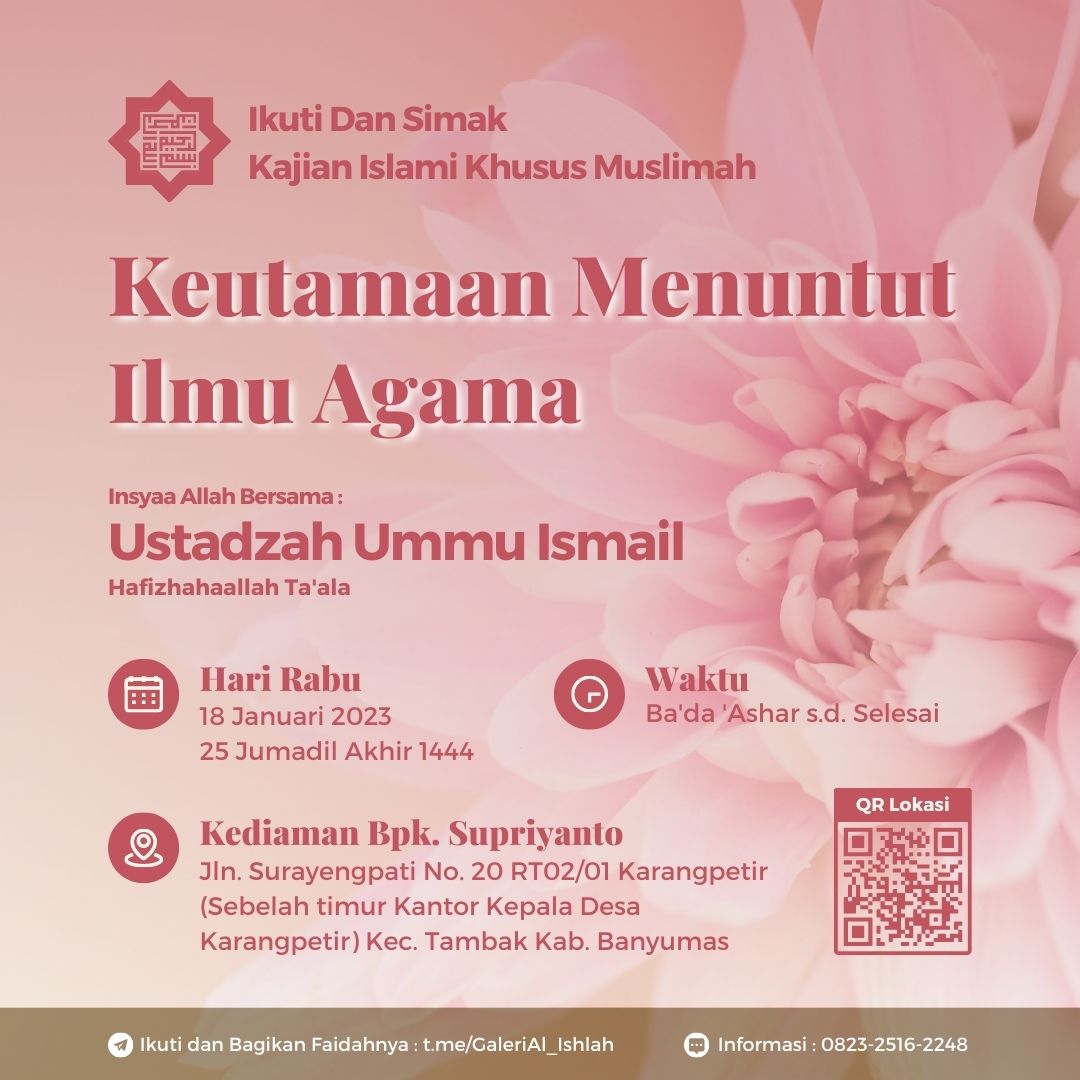 Ikuti Dan Simak
Kajian Islami Khusus Muslimah
Keutamaan Menuntut
Ilmu Agama
Insyaa Allah Bersama :
Ustadzah Ummu Ismail
Hafizhahaallah Ta'ala
Hari Rabu
18 Januari 2023
25 Jumadil Akhir 1444
Waktu
Ba'da 'Ashar s.d. Selesai
Kediaman Bpk. Supriyanto
Jln. Surayengpati No. 20 RT02/01 Karangpetir
(Sebelah timur Kantor Kepala Desa
Karangpetir) Kec. Tambak Kab. Banyumas
QR Lokasi
Ikuti dan Bagikan Faidahnya : t.me/GaleriAl_Ishlah
Informasi : 0823-2516-2248